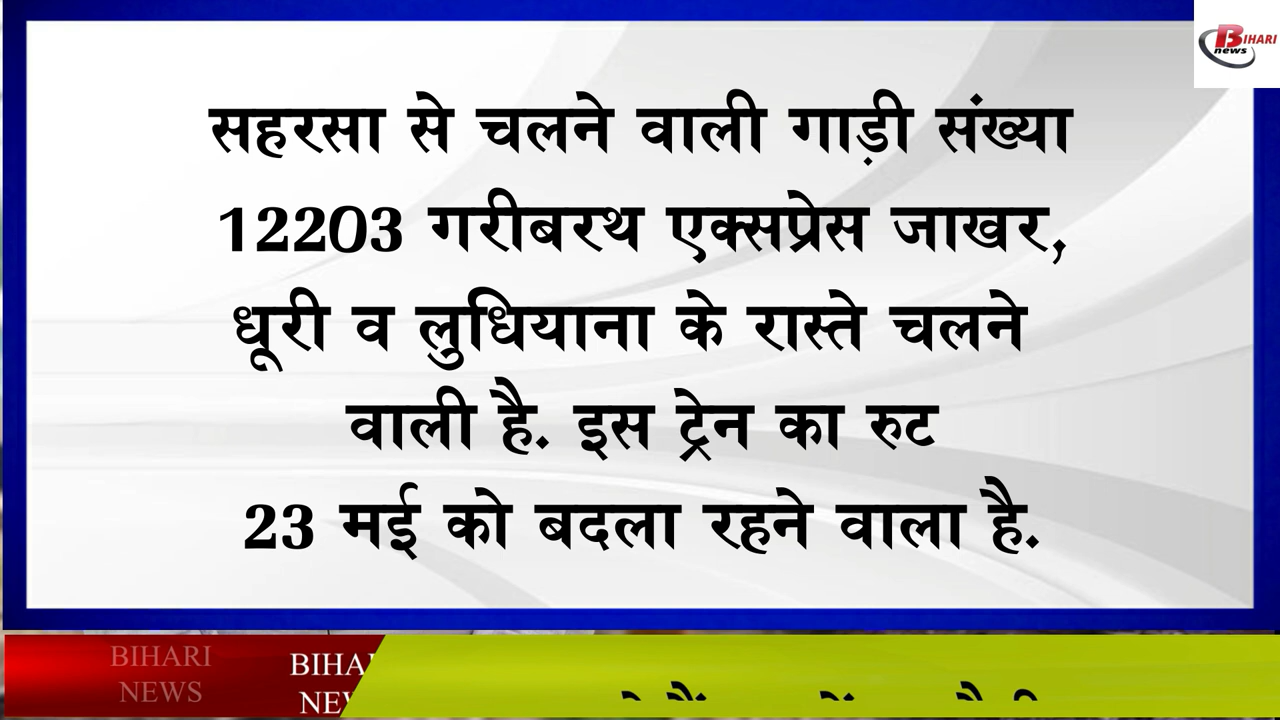 BIHARI
news
सहरसा से चलने वाली गाड़ी संख्या
12203 गरीबरथ एक्सप्रेस जाखर,
धूरी व लुधियाना के रास्ते चलने
वाली है. इस ट्रेन का रुट
23 मई को बदला रहने वाला है.
BIHARI
NEWS